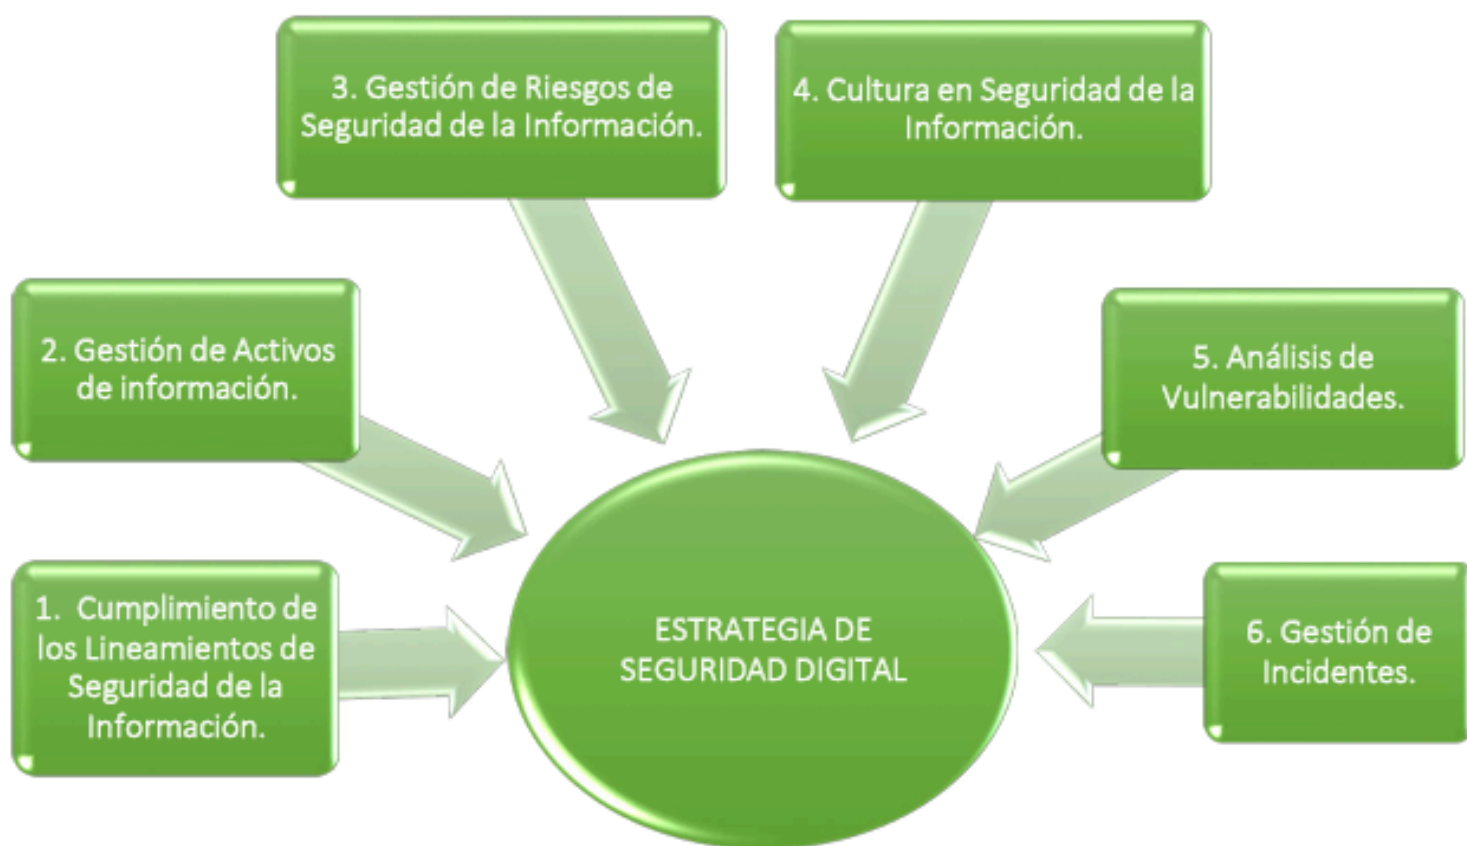 3. Gestión de Riesgos de
Seguridad de la Información.
4. Cultura en Seguridad de la
Información.
2. Gestión de Activos
de información.
5. Análisis de
Vulnerabilidades.
1. Cumplimiento de
los Lineamientos de
Seguridad de la
Información.
ESTRATEGIA DE
SEGURIDAD DIGITAL
6. Gestión de
Incidentes.